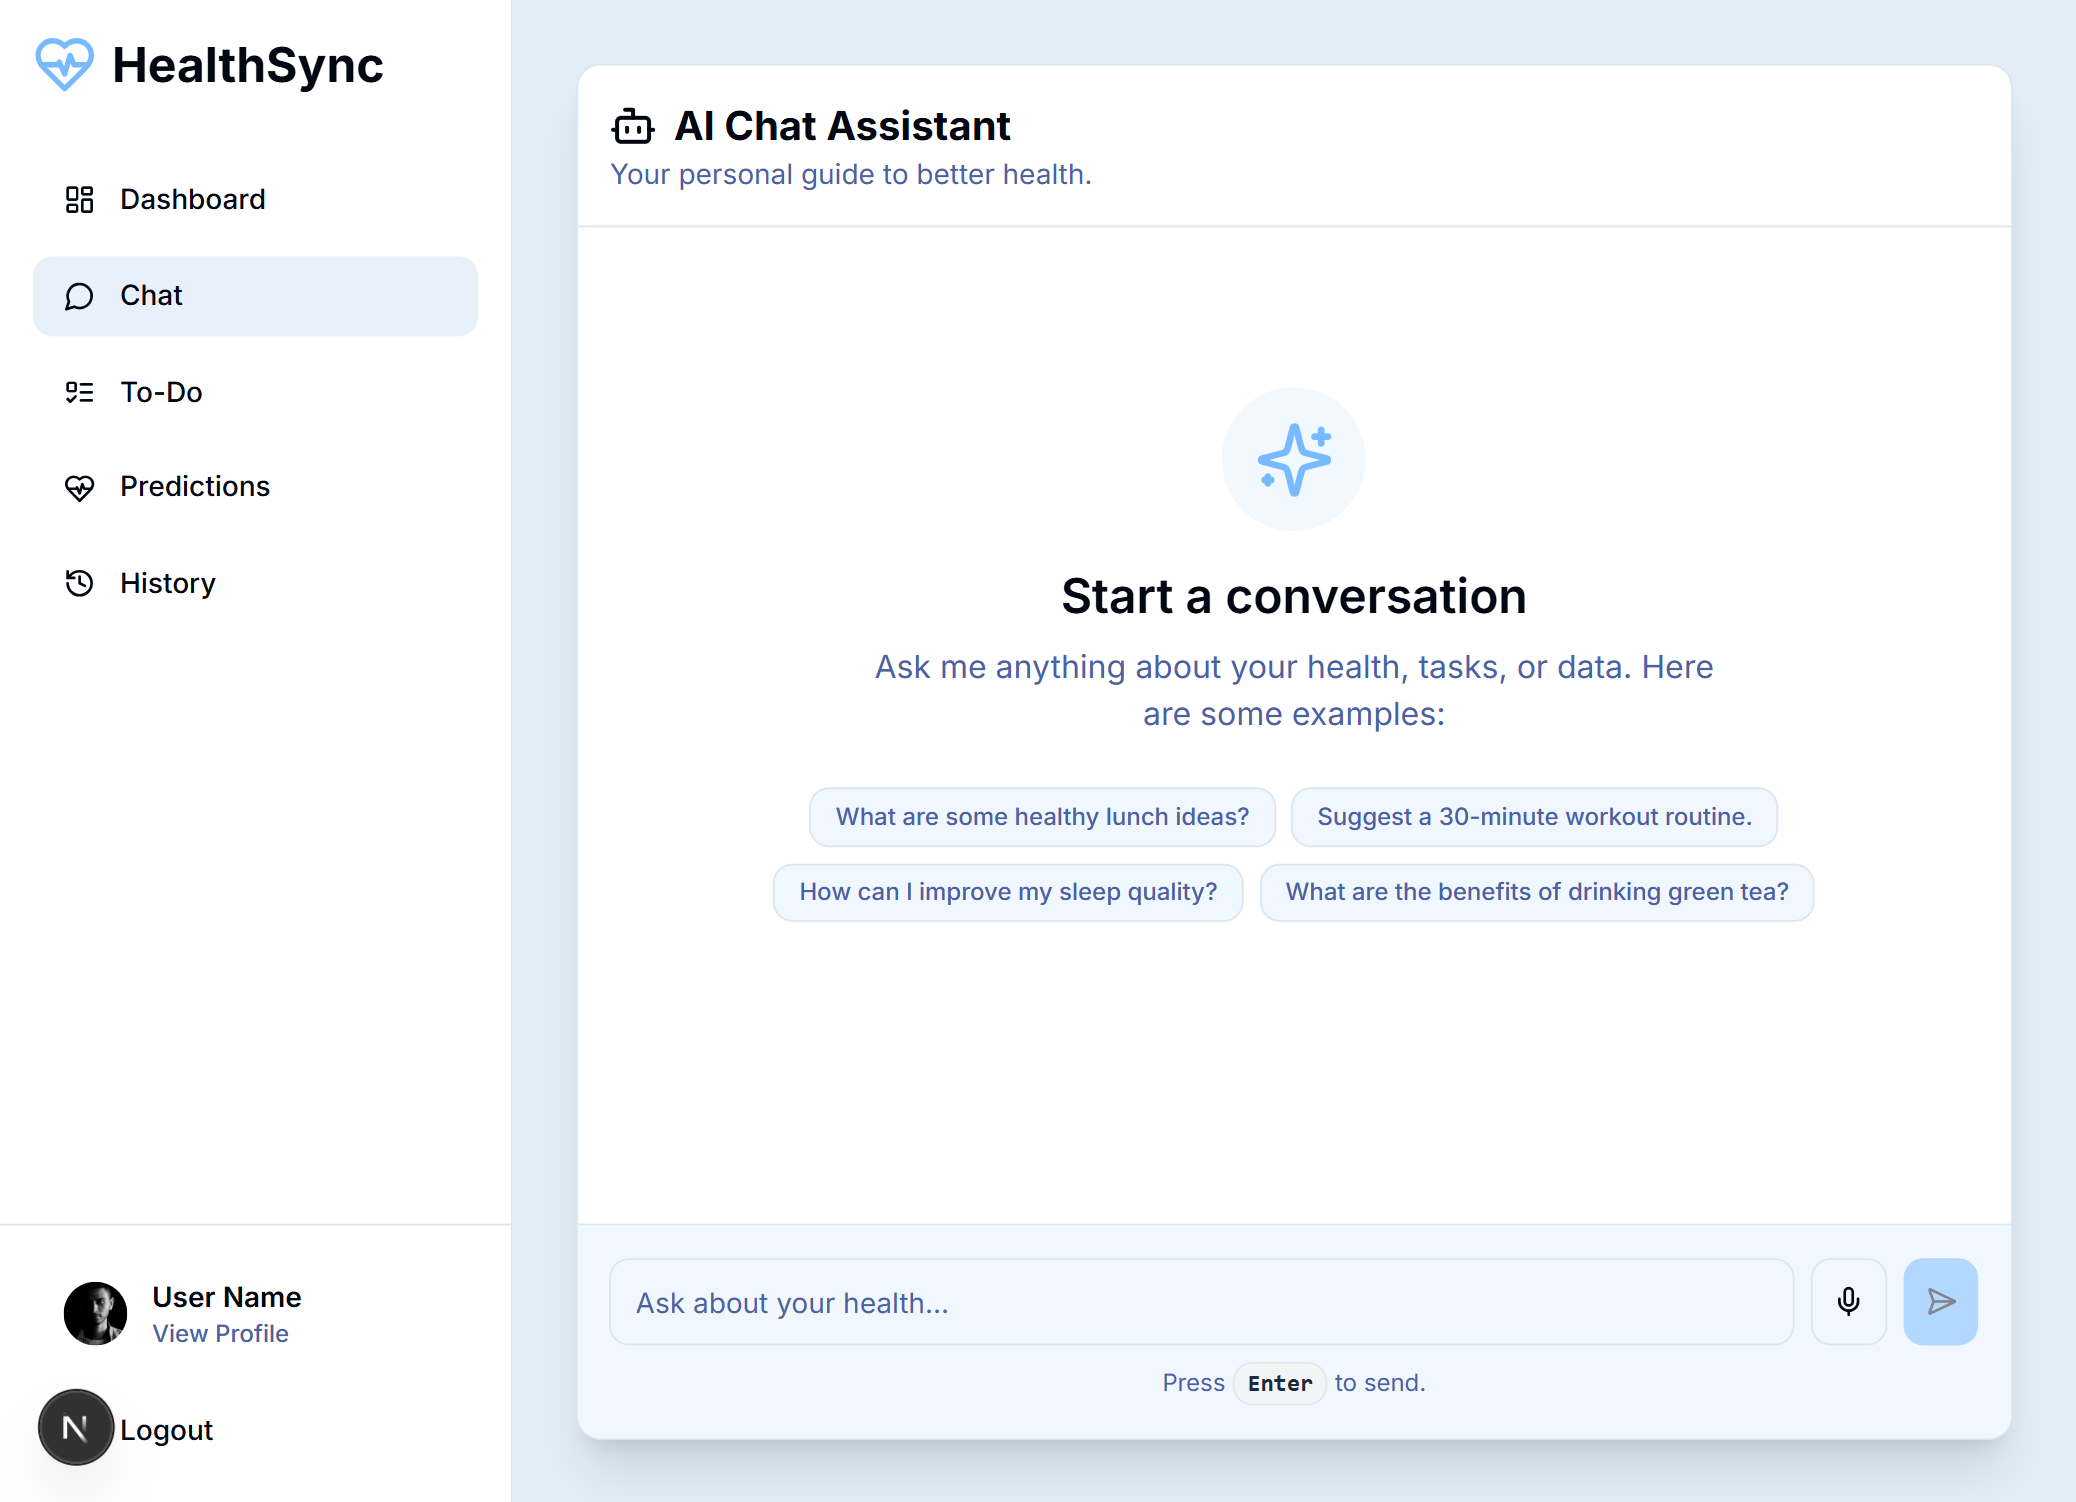 HealthSync
Dashboard
Chat
To-Do
Predictions
History
User Name
View Profile
N
Logout
AI Chat Assistant
Your personal guide to better health.
Start a conversation
Ask me anything about your health, tasks, or data. Here
are some examples:
What are some healthy lunch ideas?
Suggest a 30-minute workout routine.
How can I improve my sleep quality?
What are the benefits of drinking green tea?
Ask about your health...
Press Enter to send.